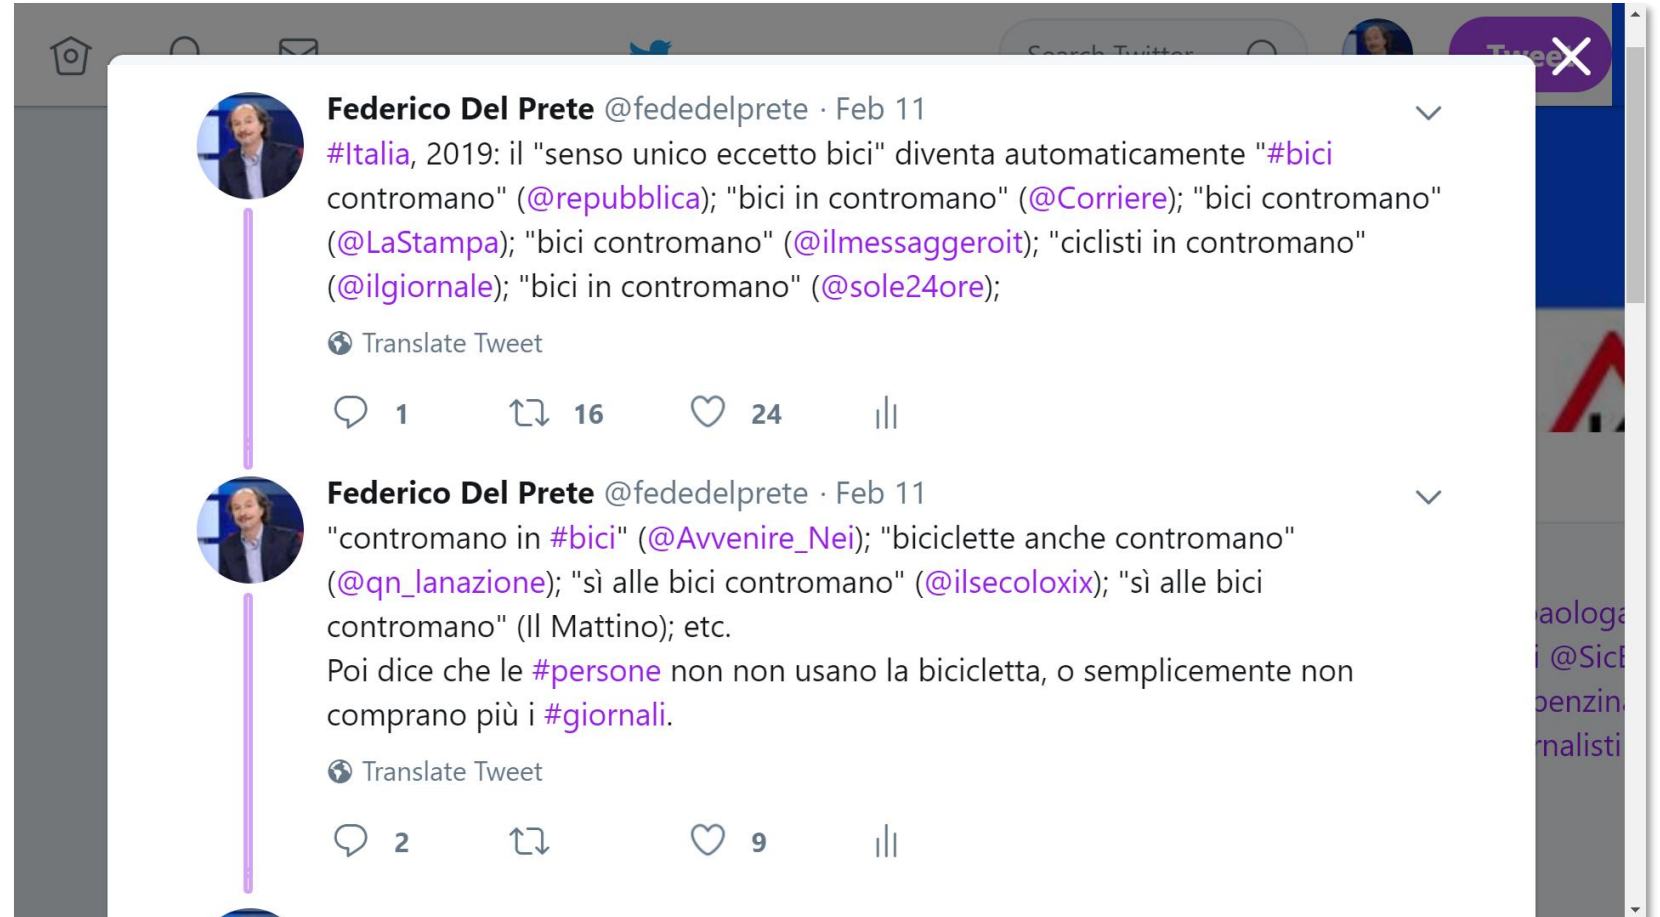 Search Twitter
Tweet
Federico Del Prete @fededelprete · Feb 11
#Italia, 2019: il "senso unico eccetto bici" diventa automaticamente "#bici
contromano" (@repubblica); "bici in contromano" (@Corriere); "bici contromano"
(@LaStampa); "bici contromano" (@ilmessaggeroit); "ciclisti in contromano"
(@ilgiornale); "bici in contromano" (@sole24ore);
Translate Tweet
1 16 24
Federico Del Prete @fededelprete · Feb 11
"contromano in #bici" (@Avvenire_Nei); "biciclette anche contromano"
(@qn_lanazione); "sì alle bici contromano" (@ilsecoloxix); "sì alle bici
contromano" (Il Mattino); etc.
Poi dice che le #persone non non usano la bicicletta, o semplicemente non
comprano più i #giornali.
Translate Tweet
2 9